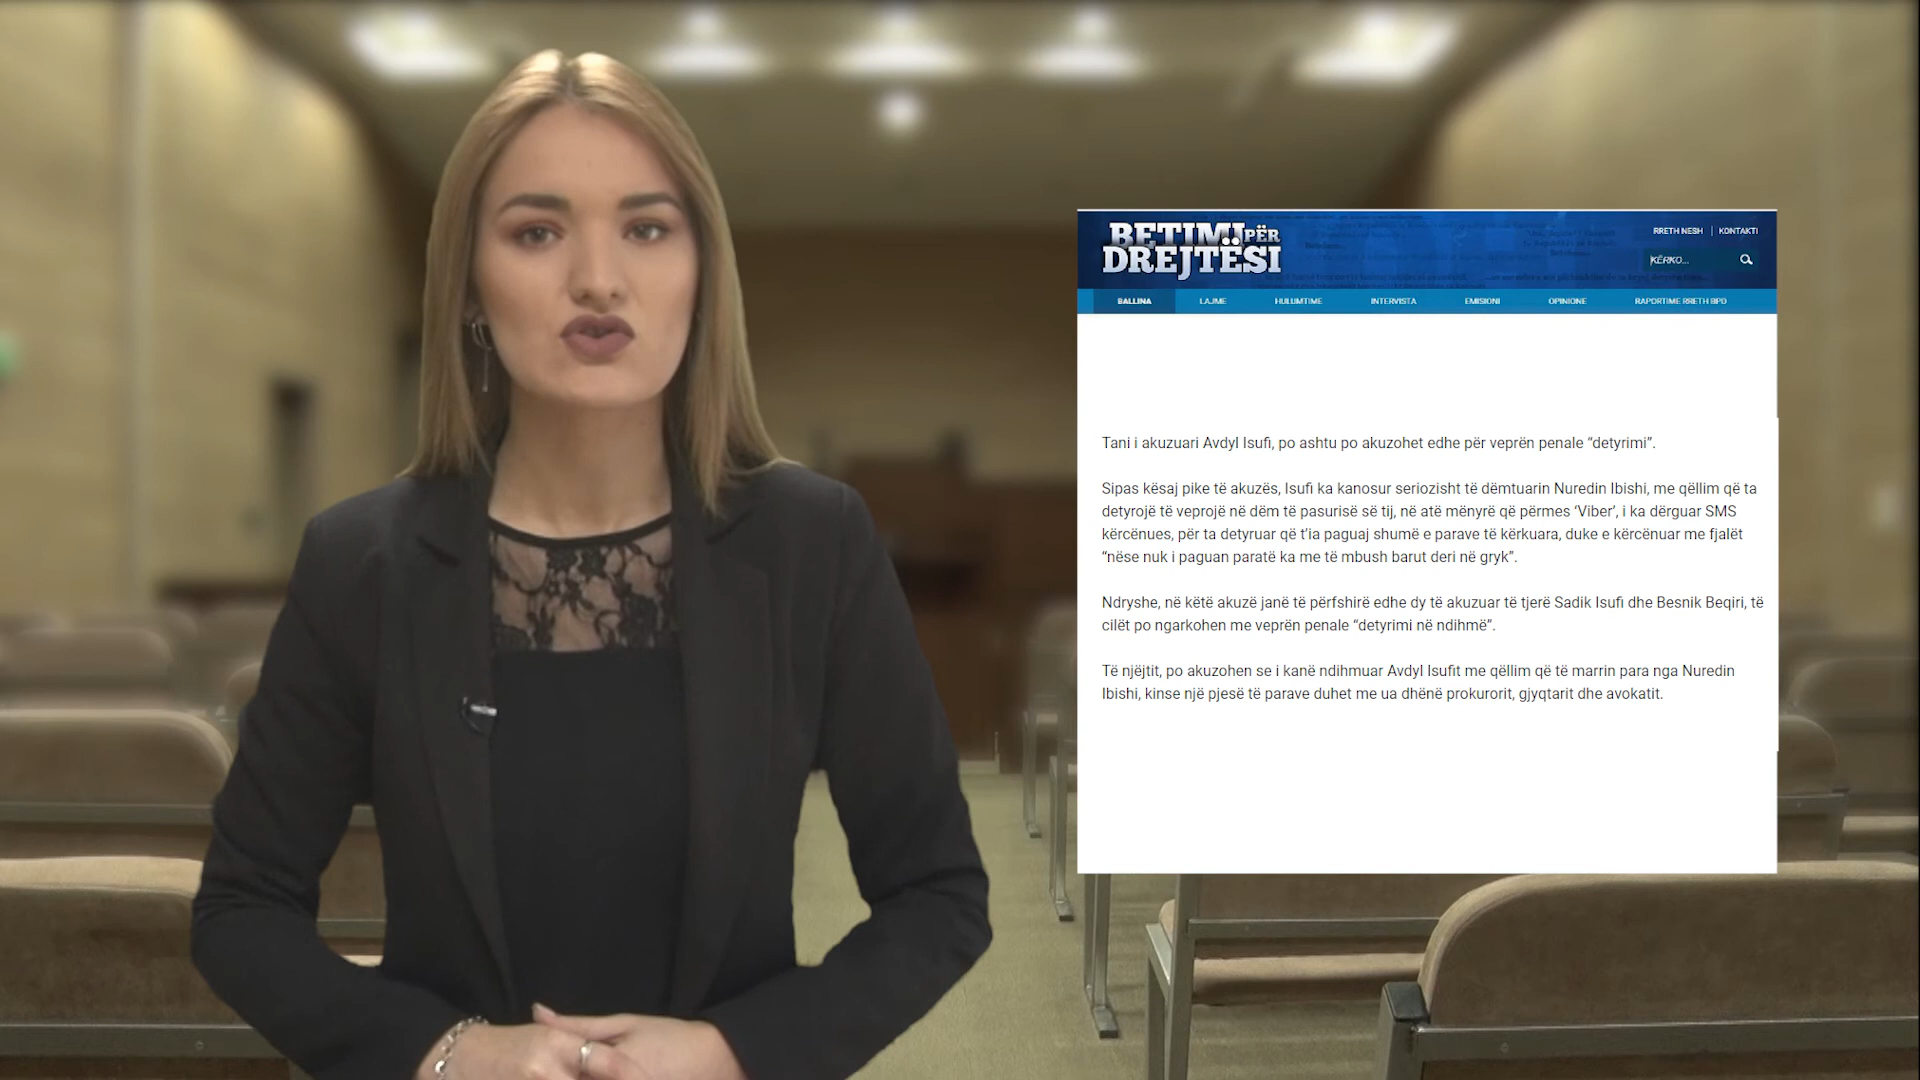 BETIMI PËR
DREJTËSI
RRETH NESH | KONTAKTI
KËRKO...
BALLINA LAJME HULUMTIME INTERVISTA EMISIONI OPINIONE RAPORTIME RRETH BPD
Tani i akuzuari Avdyl Isufi, po ashtu po akuzohet edhe për veprën penale “detyrimi”.
Sipas kësaj pike të akuzës, Isufi ka kanosur seriozisht të dëmtuarin Nuredin Ibishi, me qëllim që ta
detyrojë të veprojë në dëm të pasurisë së tij, në atë mënyrë që përmes ‘Viber’, i ka dërguar SMS
kërcënues, për ta detyruar që t’ia paguaj shumë e parave të kërkuara, duke e kërcënuar me fjalët
“nëse nuk i paguan paratë ka me të mbush barut deri në gryk”.
Ndryshe, në këtë akuzë janë të përfshirë edhe dy të akuzuar të tjerë Sadik Isufi dhe Besnik Beqiri, të
cilët po ngarkohen me veprën penale “detyrimi në ndihmë”.
Të njëjtit, po akuzohen se i kanë ndihmuar Avdyl Isufit me qëllim që të marrin para nga Nuredin
Ibishi, kinse një pjesë të parave duhet me ua dhënë prokurorit, gjyqtarit dhe avokatit.